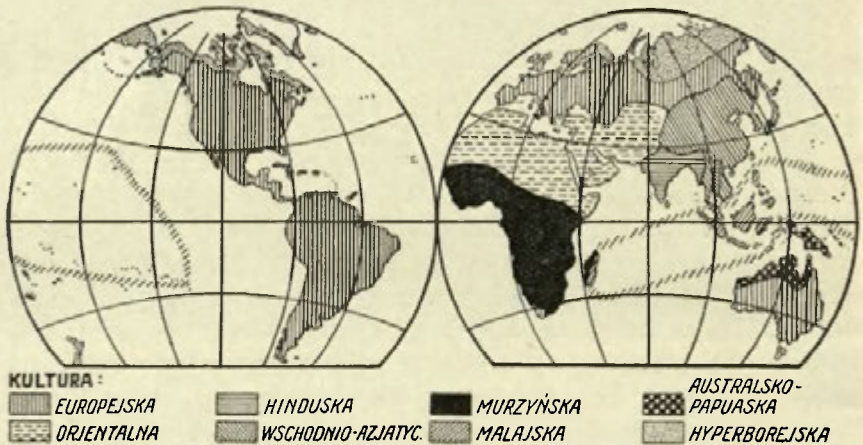 KULTURA:
EUROPEJSKA
HINDUSKA
MURZYŃSKA
AUSTRALSKO-
PAPUASKA
ORJENTALNA
WSCHODNIO-AZJATYC.
MALAJSKA
HYPERBOREJSKA